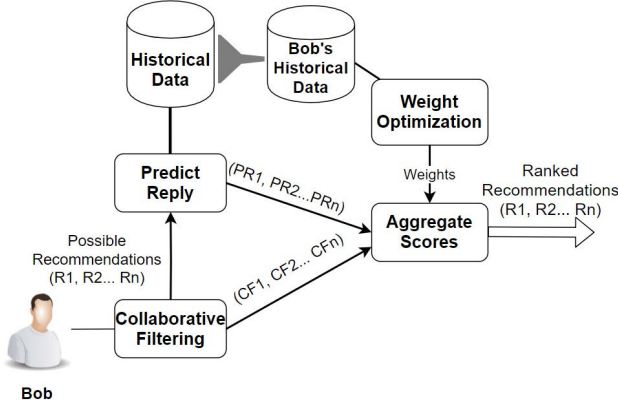 Historical
Data
Bob's
Historical
Data
Weight
Optimization
Predict
Reply
(PR1, PR2...PRn)
Weights
Ranked
Recommendations
(R1, R2... Rn)
Aggregate
Scores
Possible
Recommendations
(R1, R2... Rn)
(CF1, CF2... CFn)
Collaborative
Filtering
Bob